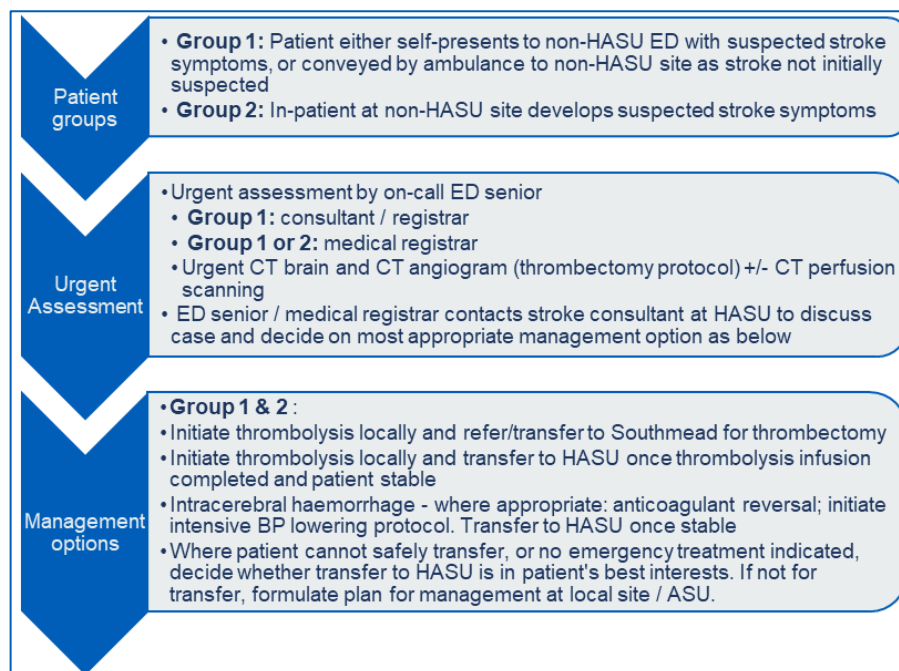 Patient
groups
• Group 1: Patient either self-presents to non-HASU ED with suspected stroke
symptoms, or conveyed by ambulance to non-HASU site as stroke not initially
suspected
• Group 2: In-patient at non-HASU site develops suspected stroke symptoms
Urgent
Assessment
•Urgent assessment by on-call ED senior
• Group 1: consultant / registrar
• Group 1 or 2: medical registrar
•Urgent CT brain and CT angiogram (thrombectomy protocol) +/- CT perfusion
scanning
• ED senior / medical registrar contacts stroke consultant at HASU to discuss
case and decide on most appropriate management option as below
Management
options
•Group 1 & 2 :
•Initiate thrombolysis locally and refer/transfer to Southmead for thrombectomy
•Initiate thrombolysis locally and transfer to HASU once thrombolysis infusion
completed and patient stable
•Intracerebral haemorrhage - where appropriate: anticoagulant reversal; initiate
intensive BP lowering protocol. Transfer to HASU once stable
•Where patient cannot safely transfer, or no emergency treatment indicated,
decide whether transfer to HASU is in patient's best interests. If not for
transfer, formulate plan for management at local site / ASU.